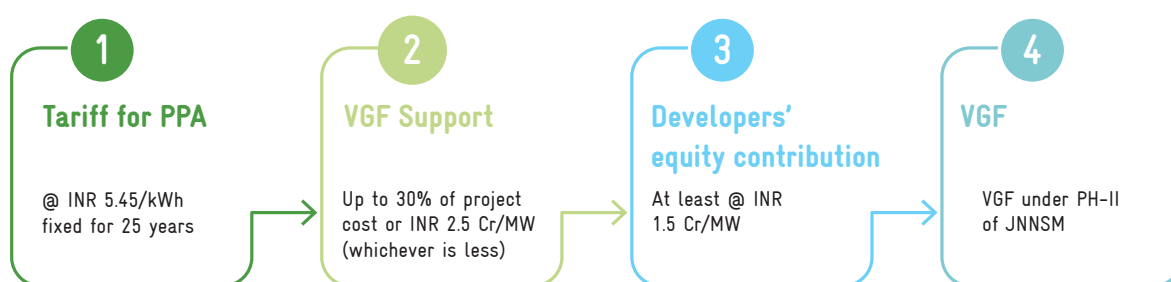 1
Tariff for PPA
@ INR 5.45/kWh
fixed for 25 years
2
VGF Support
Up to 30% of project
cost or INR 2.5 Cr/MW
(whichever is less)
3
Developers'
equity contribution
At least @ INR
1.5 Cr/MW
4
VGF
VGF under PH-II
of JNNSM